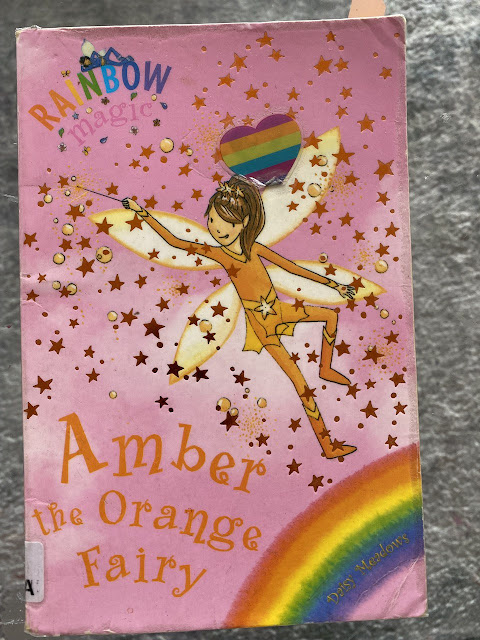 RAINBOW
magic
Amber
the Orange
Fairy
Daisy Meadows
A